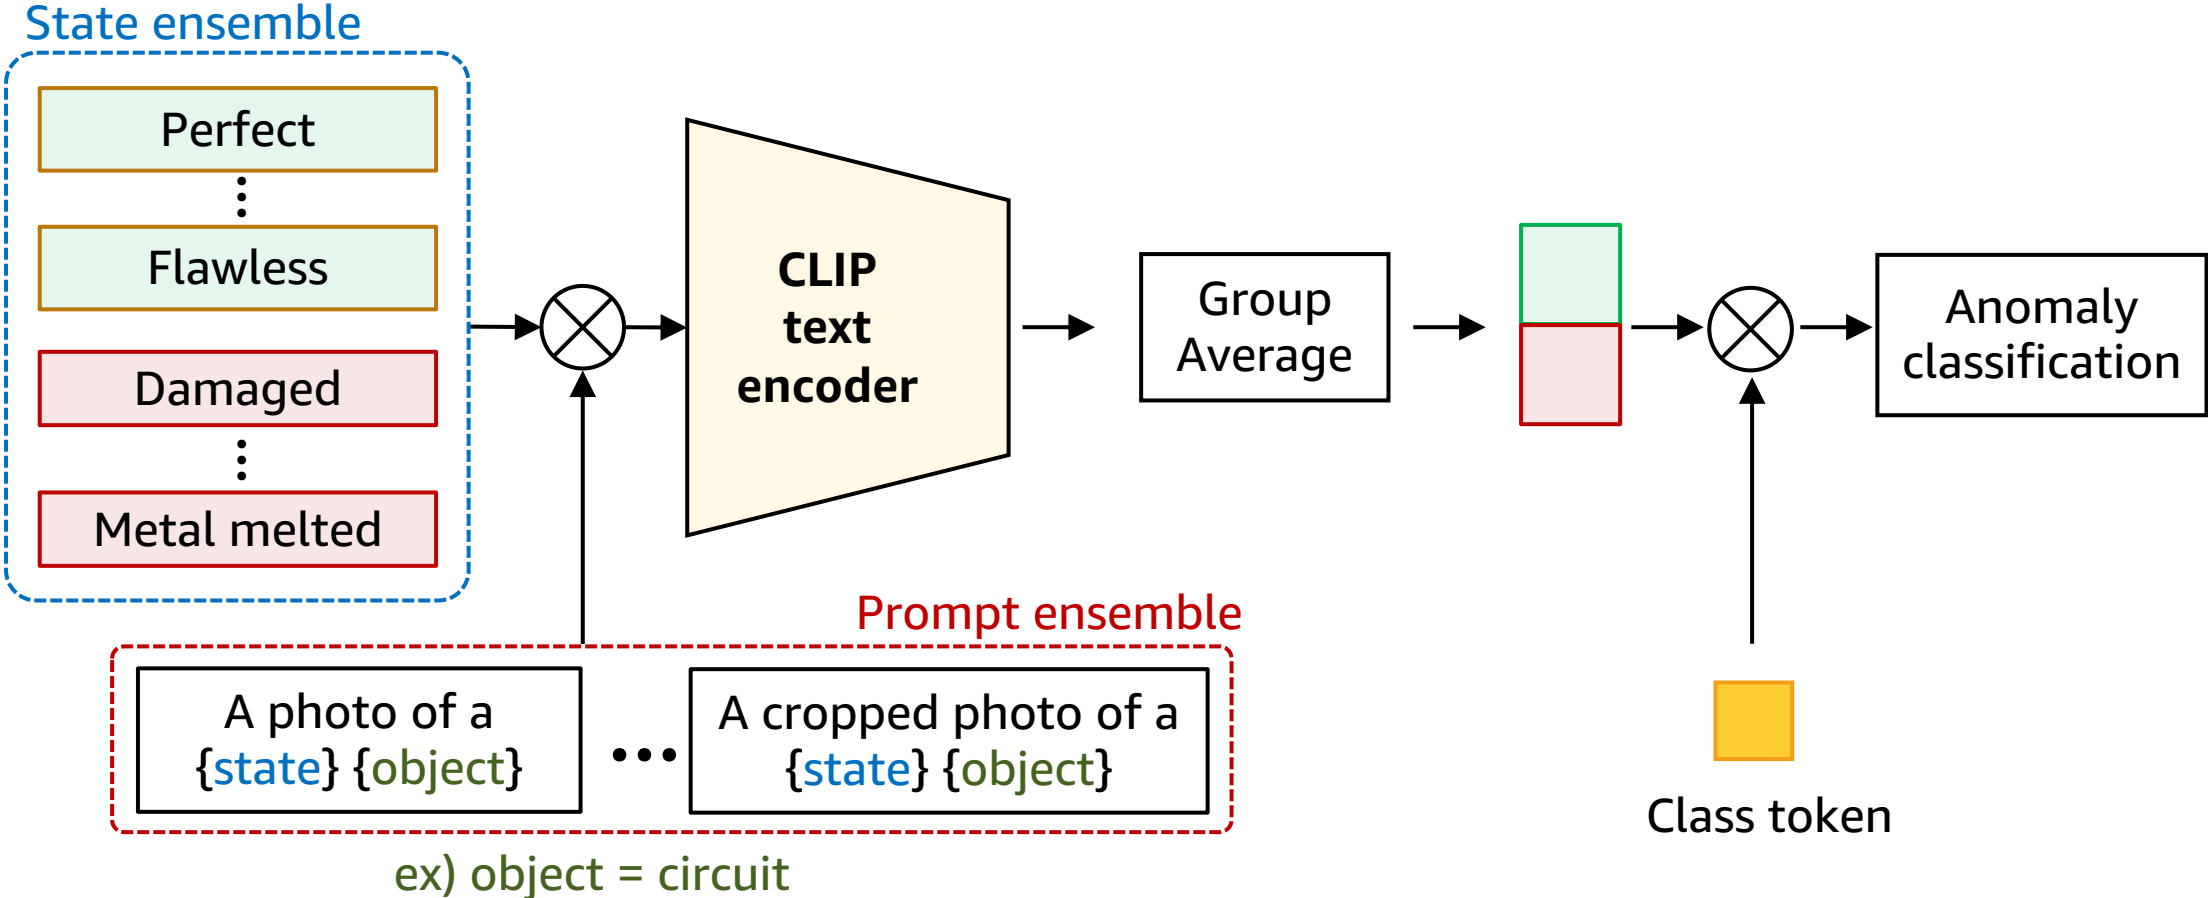 State ensemble
Perfect
Flawless
Damaged
Metal melted
CLIP
text
encoder
Group
Average
Anomaly
classification
Prompt ensemble
A photo of a
{state} {object}
A cropped photo of a
{state} {object}
ex) object = circuit
Class token